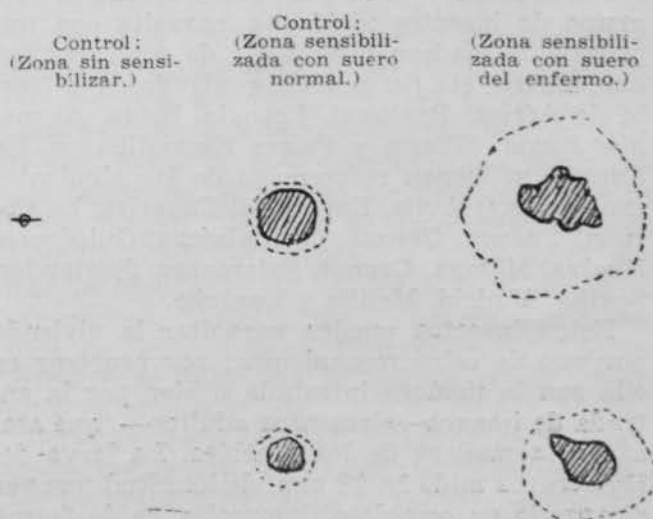 Control:
(Zona sin sensi-
bilizar.)
Control:
(Zona sensibili-
zada con suero
normal.)
(Zona sensibili-
zada con suero
del enfermo.)